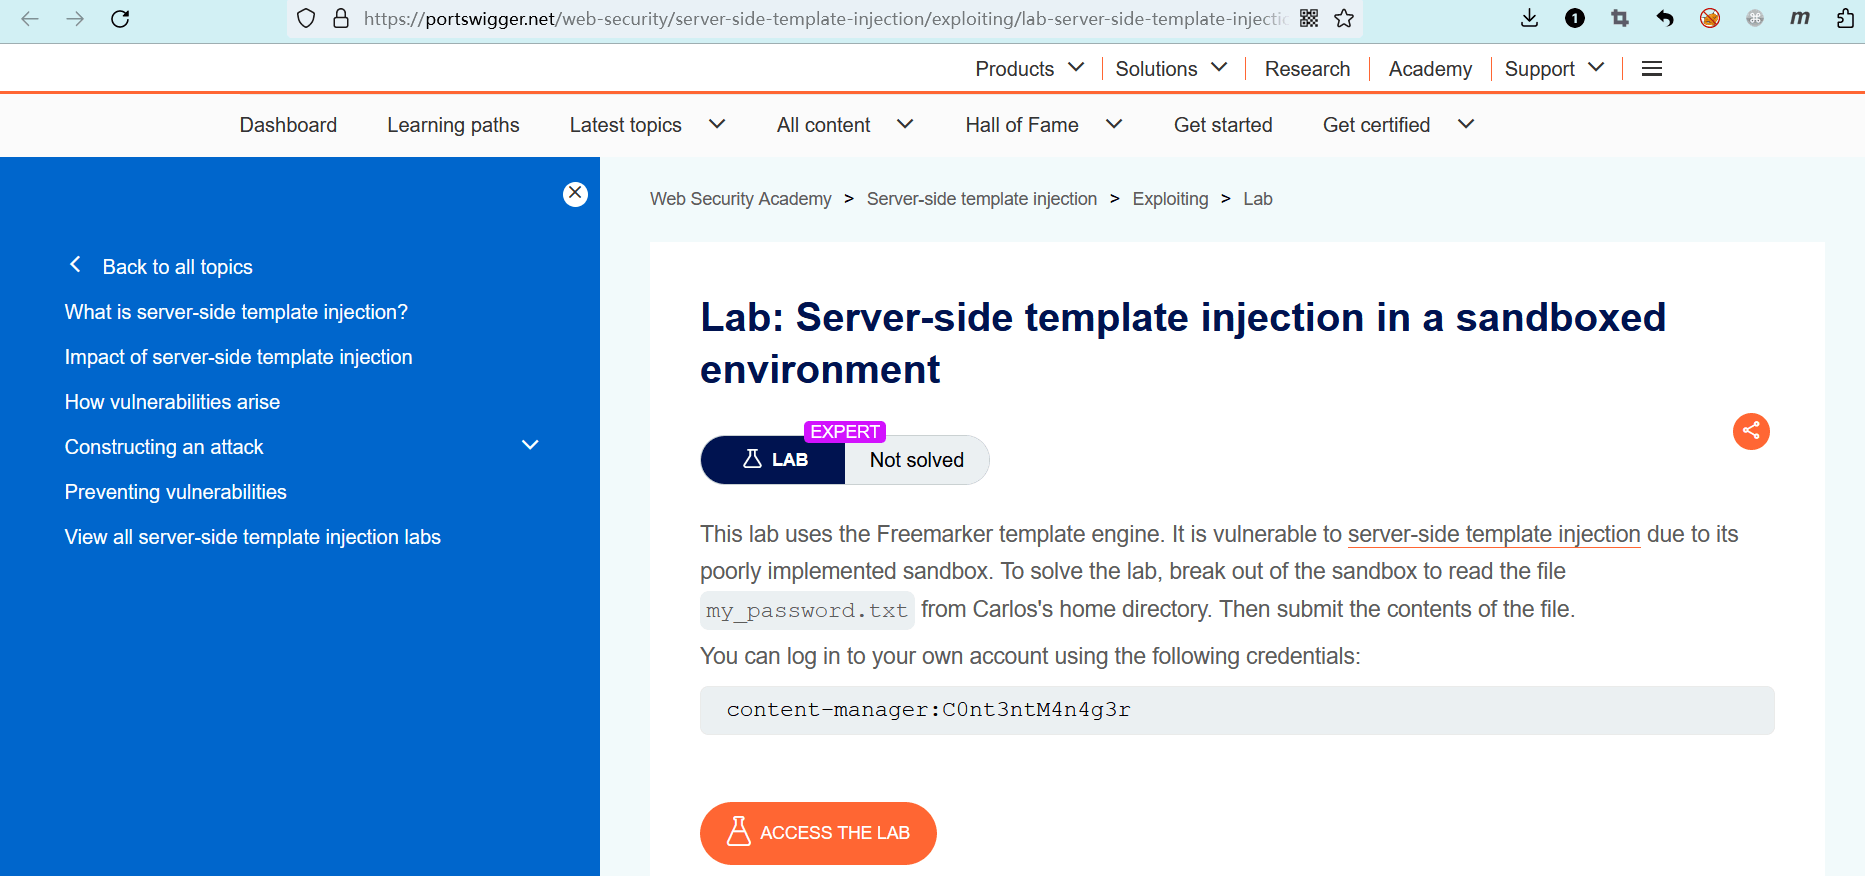 https://portswigger.net/web-security/server-side-template-injection/exploiting/lab-server-side-template-injectic
1
m
Products
Solutions
Research
Academy
Support
Dashboard
Learning paths
Latest topics
All content
Hall of Fame
Get started
Get certified
Web Security Academy > Server-side template injection > Exploiting > Lab
Back to all topics
What is server-side template injection?
Impact of server-side template injection
How vulnerabilities arise
Constructing an attack
Preventing vulnerabilities
View all server-side template injection labs
Lab: Server-side template injection in a sandboxed
environment
EXPERT
LAB
Not solved
This lab uses the Freemarker template engine. It is vulnerable to server-side template injection due to its
poorly implemented sandbox. To solve the lab, break out of the sandbox to read the file
my_password.txt from Carlos's home directory. Then submit the contents of the file.
You can log in to your own account using the following credentials:
content-manager:C0nt3ntM4n4g3r
ACCESS THE LAB